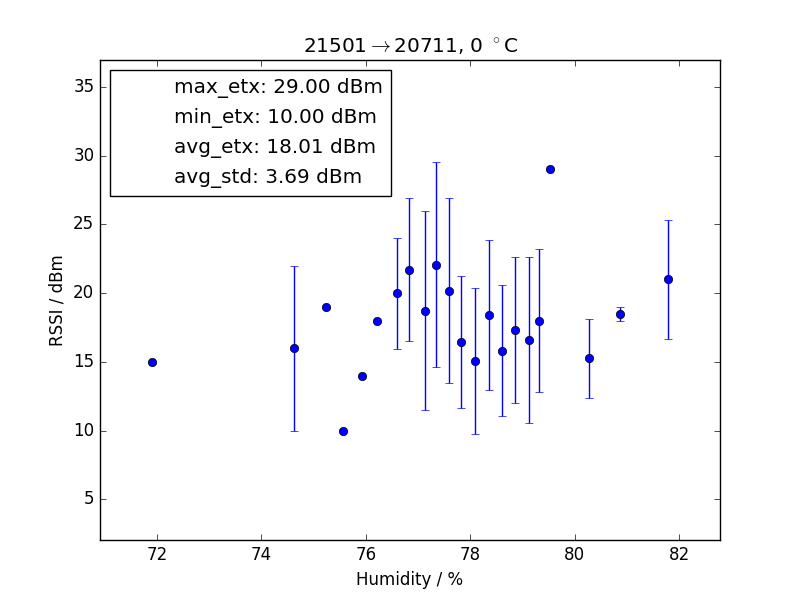 21501→20711, 0 °C
max_etx: 29.00 dBm
min_etx: 10.00 dBm
avg_etx: 18.01 dBm
avg_std: 3.69 dBm
35
30
25
20
15
10
5
RSSI / dBm
72 74 76 78 80 82
Humidity / %